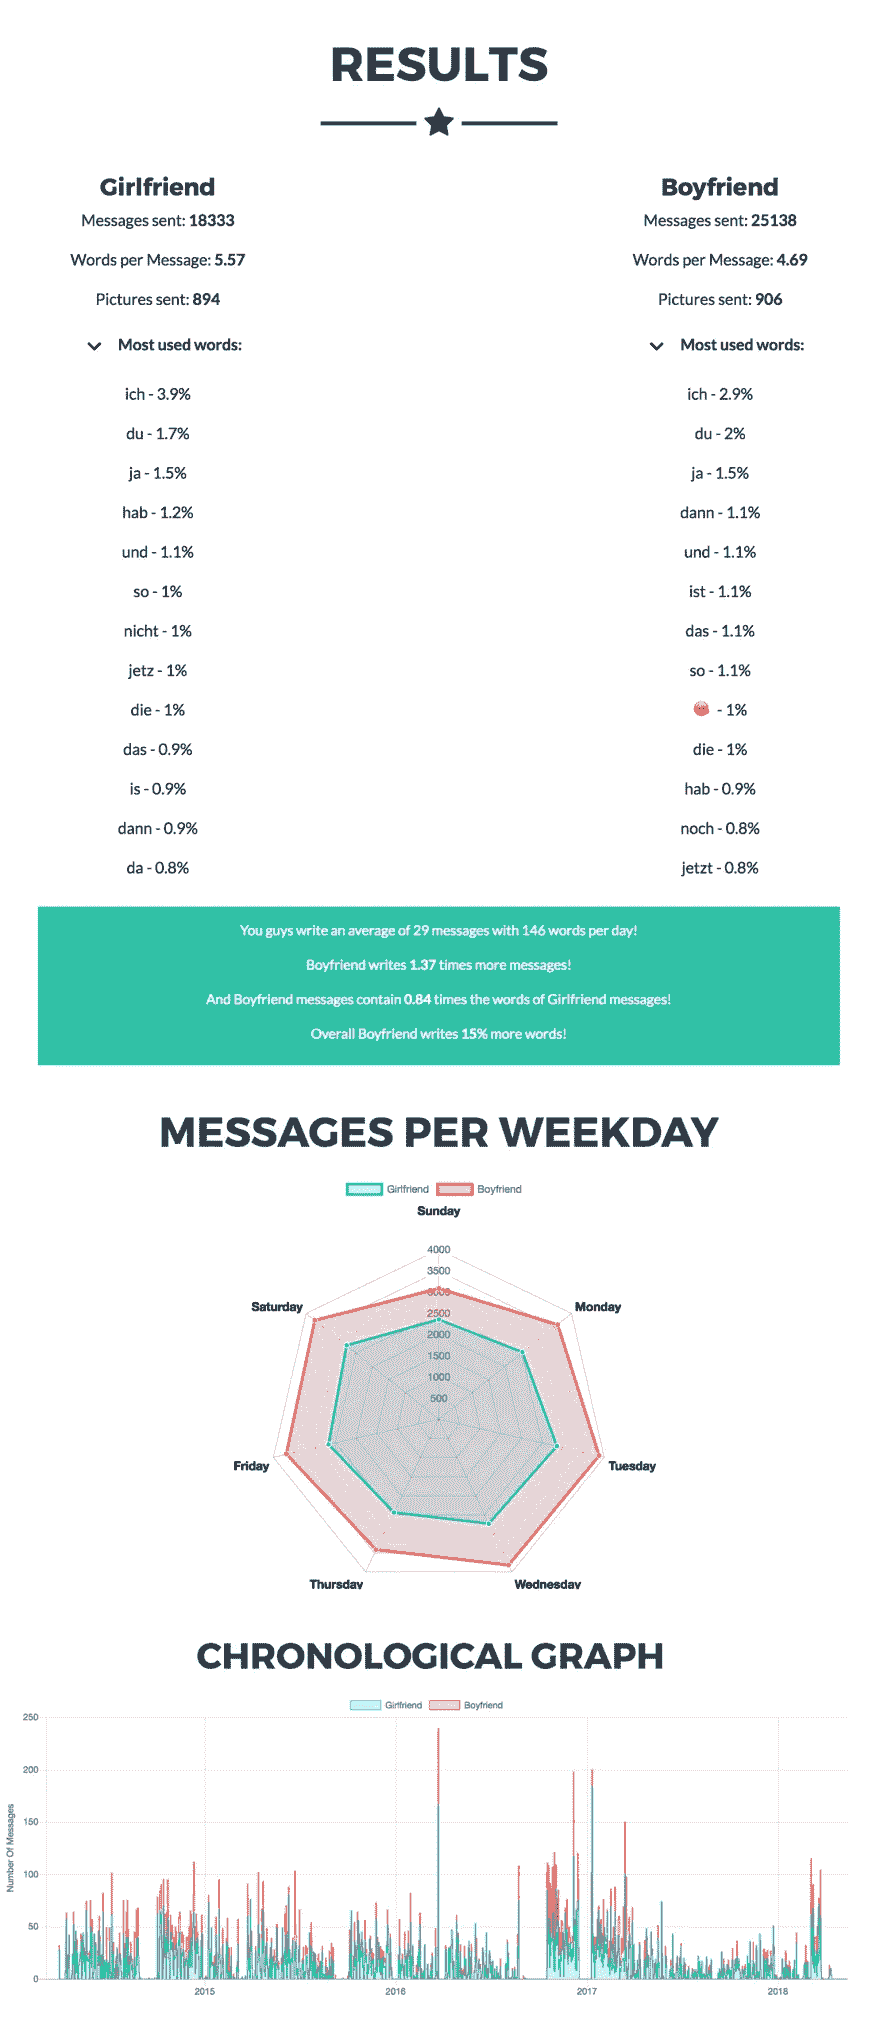 RESULTS
Girlfriend
Messages sent: 18333
Words per Message: 5.57
Pictures sent: 894
Most used words:
ich - 3.9%
du - 1.7%
ja - 1.5%
hab - 1.2%
und - 1.1%
so - 1%
nicht - 1%
jetz - 1%
die - 1%
das - 0.9%
is - 0.9%
dann - 0.9%
da - 0.8%
Boyfriend
Messages sent: 25138
Words per Message: 4.69
Pictures sent: 906
Most used words:
ich - 2.9%
du - 2%
ja - 1.5%
dann - 1.1%
und - 1.1%
ist - 1.1%
das - 1.1%
so - 1.1%
- 1%
die - 1%
hab - 0.9%
noch - 0.8%
jetzt - 0.8%
You guys write an average of 29 messages with 146 words per day!
Boyfriend writes 1.37 times more messages!
And Boyfriend messages contain 0.84 times the words of Girlfriend messages!
Overall Boyfriend writes 15% more words!
MESSAGES PER WEEKDAY
Girlfriend Boyfriend
Sunday
4000
3500
3000
2500
2000
1500
1000
500
Saturday
Monday
Friday
Tuesday
Thursday
Wednesday
CHRONOLOGICAL GRAPH
Girlfriend Boyfriend
Number Of Messages
250
200
150
100
50
0
2015 2016 2017 2018